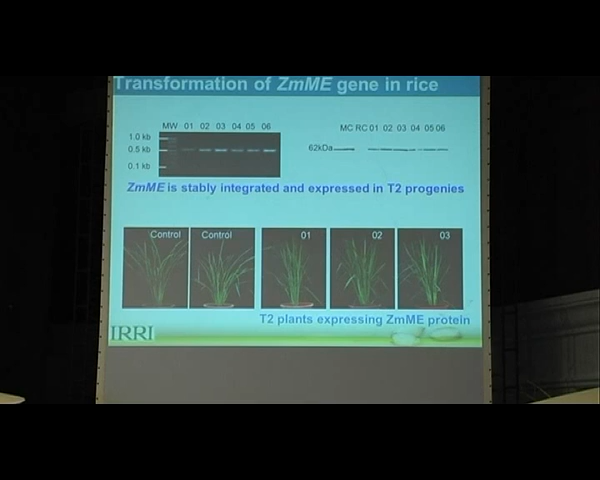 Transformation of ZmME gene in rice
MW 01 02 03 04 05 06
1.0 kb
0.5 kb
0.1 kb
MC RC 01 02 03 04 05 06
62kDa
ZmME is stably integrated and expressed in T2 progenies
Control Control 01 02 03
T2 plants expressing ZmME protein
IRRI